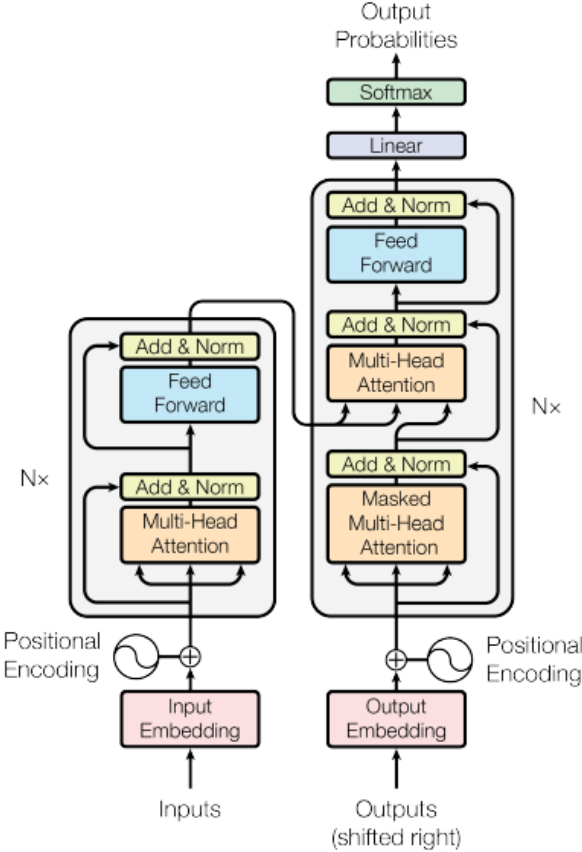 Output
Probabilities
Softmax
Linear
Add & Norm
Feed
Forward
Add & Norm
Multi-Head
Attention
Add & Norm
Masked
Multi-Head
Attention
N×
Add & Norm
Feed
Forward
Add & Norm
Multi-Head
Attention
N×
Positional
Encoding
Positional
Encoding
Input
Embedding
Output
Embedding
Inputs
Outputs
(shifted right)